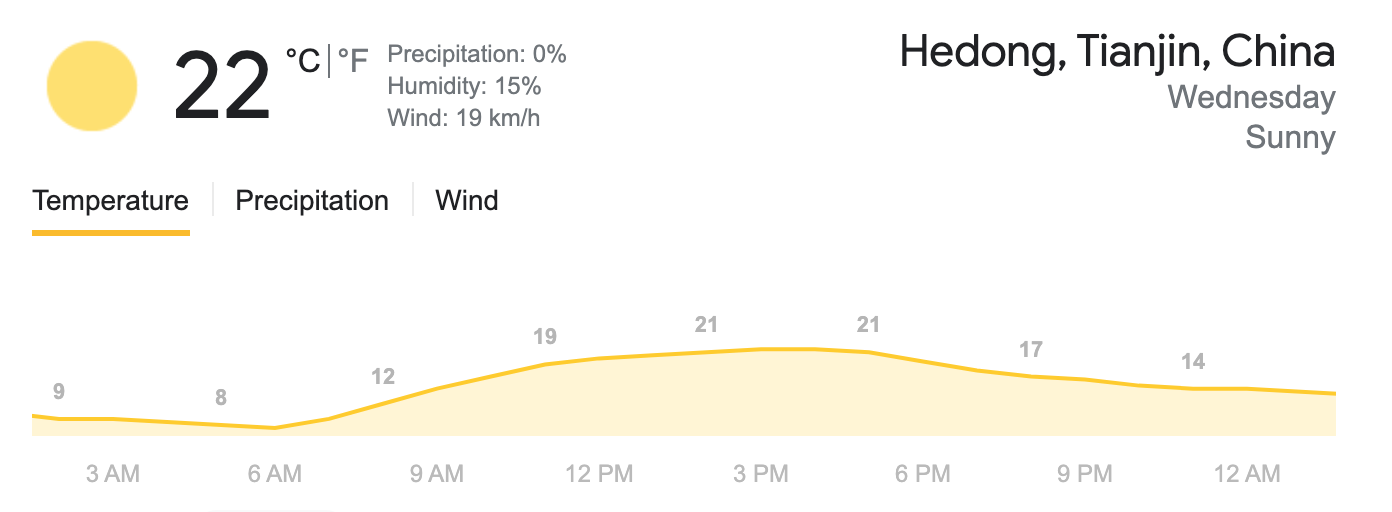 22 °C | °F
Precipitation: 0%
Humidity: 15%
Wind: 19 km/h
Hedong, Tianjin, China
Wednesday
Sunny
Temperature | Precipitation | Wind
9 8 12 19 21 21 17 14
3 AM 6 AM 9 AM 12 PM 3 PM 6 PM 9 PM 12 AM